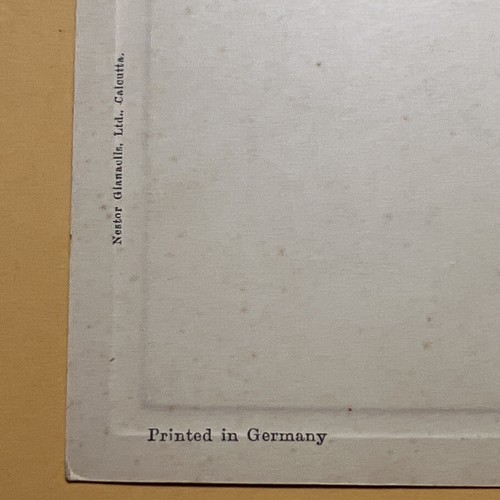 Nestor Gianaclis, Ltd., Calcutta.
Printed in Germany